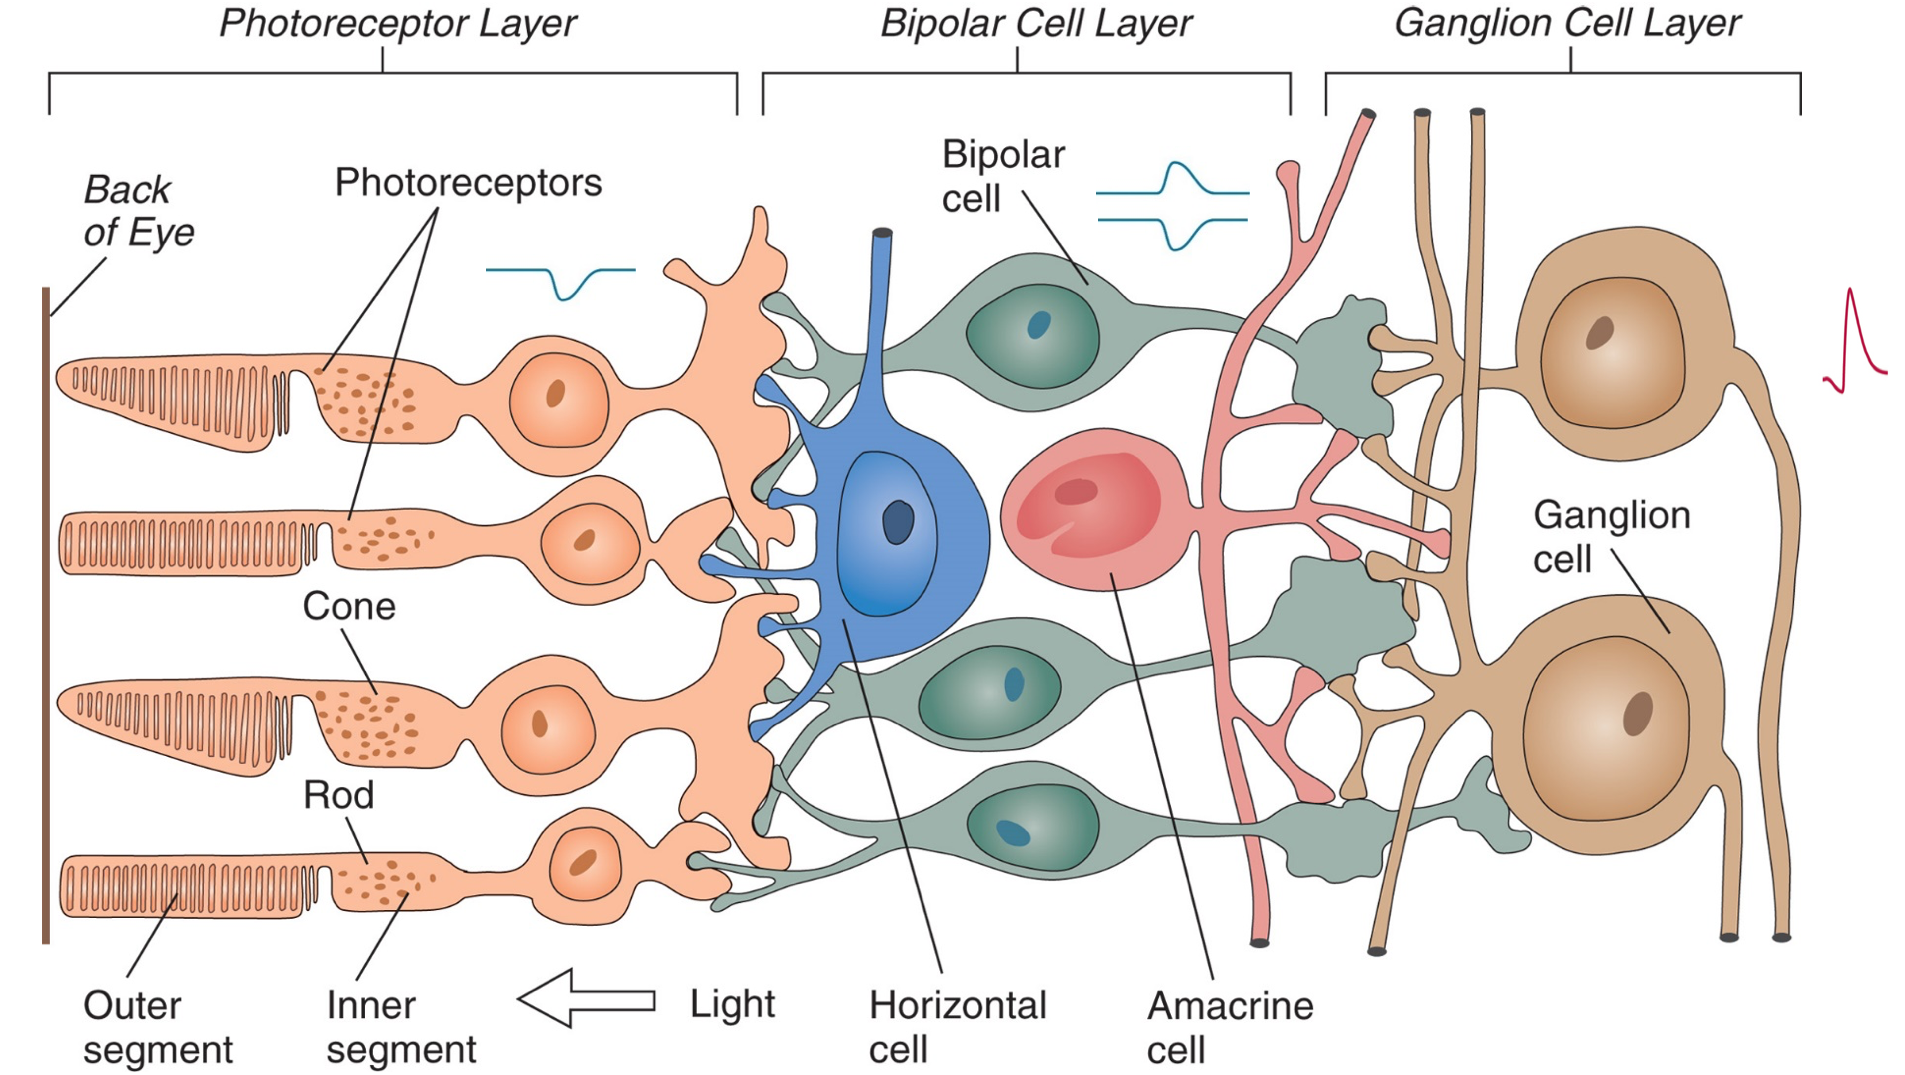 Photoreceptor Layer
Bipolar Cell Layer
Ganglion Cell Layer
Back
of Eye
Photoreceptors
Bipolar
cell
Ganglion
cell
Cone
Rod
Outer
segment
Inner
segment
Light
Horizontal
cell
Amacrine
cell